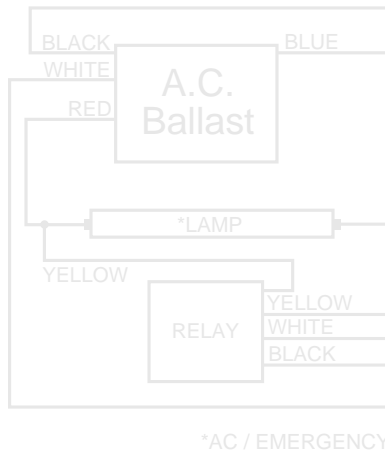 BLACK
BLUE
WHITE
A.C.
Ballast
RED
*LAMP
YELLOW
YELLOW
RELAY
WHITE
BLACK
*AC / EMERGENCY